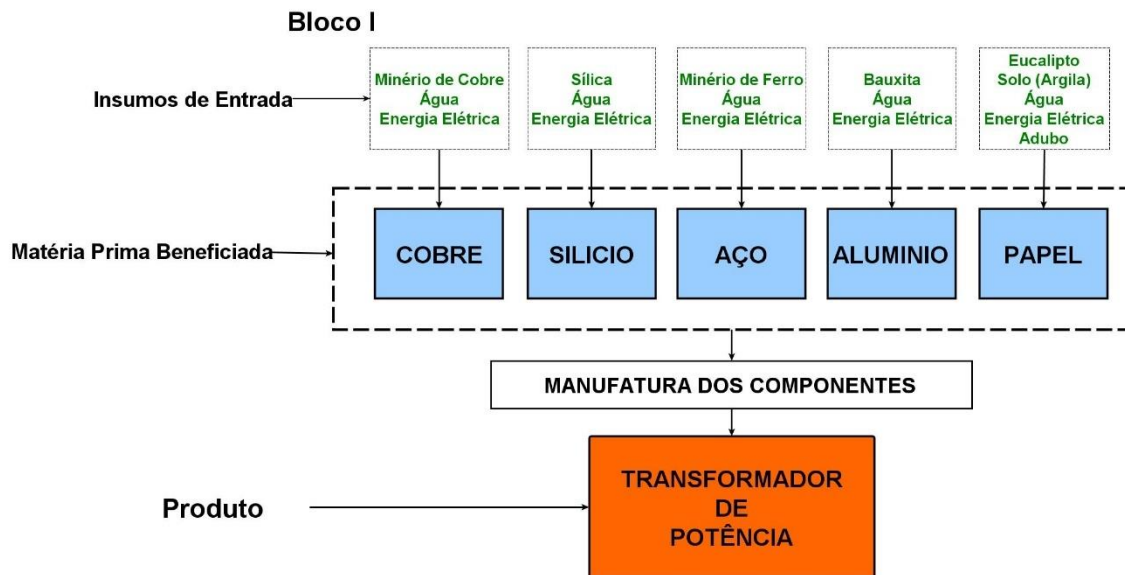 Bloco I
Insumos de Entrada
Minério de Cobre
Água
Energia Elétrica
Sílica
Água
Energia Elétrica
Minério de Ferro
Água
Energia Elétrica
Bauxita
Água
Energia Elétrica
Eucalipto
Solo (Argila)
Água
Energia Elétrica
Adubo
Matéria Prima Beneficiada
COBRE
SILICIO
AÇO
ALUMINIO
PAPEL
MANUFATURA DOS COMPONENTES
Produto
TRANSFORMADOR
DE
POTÊNCIA